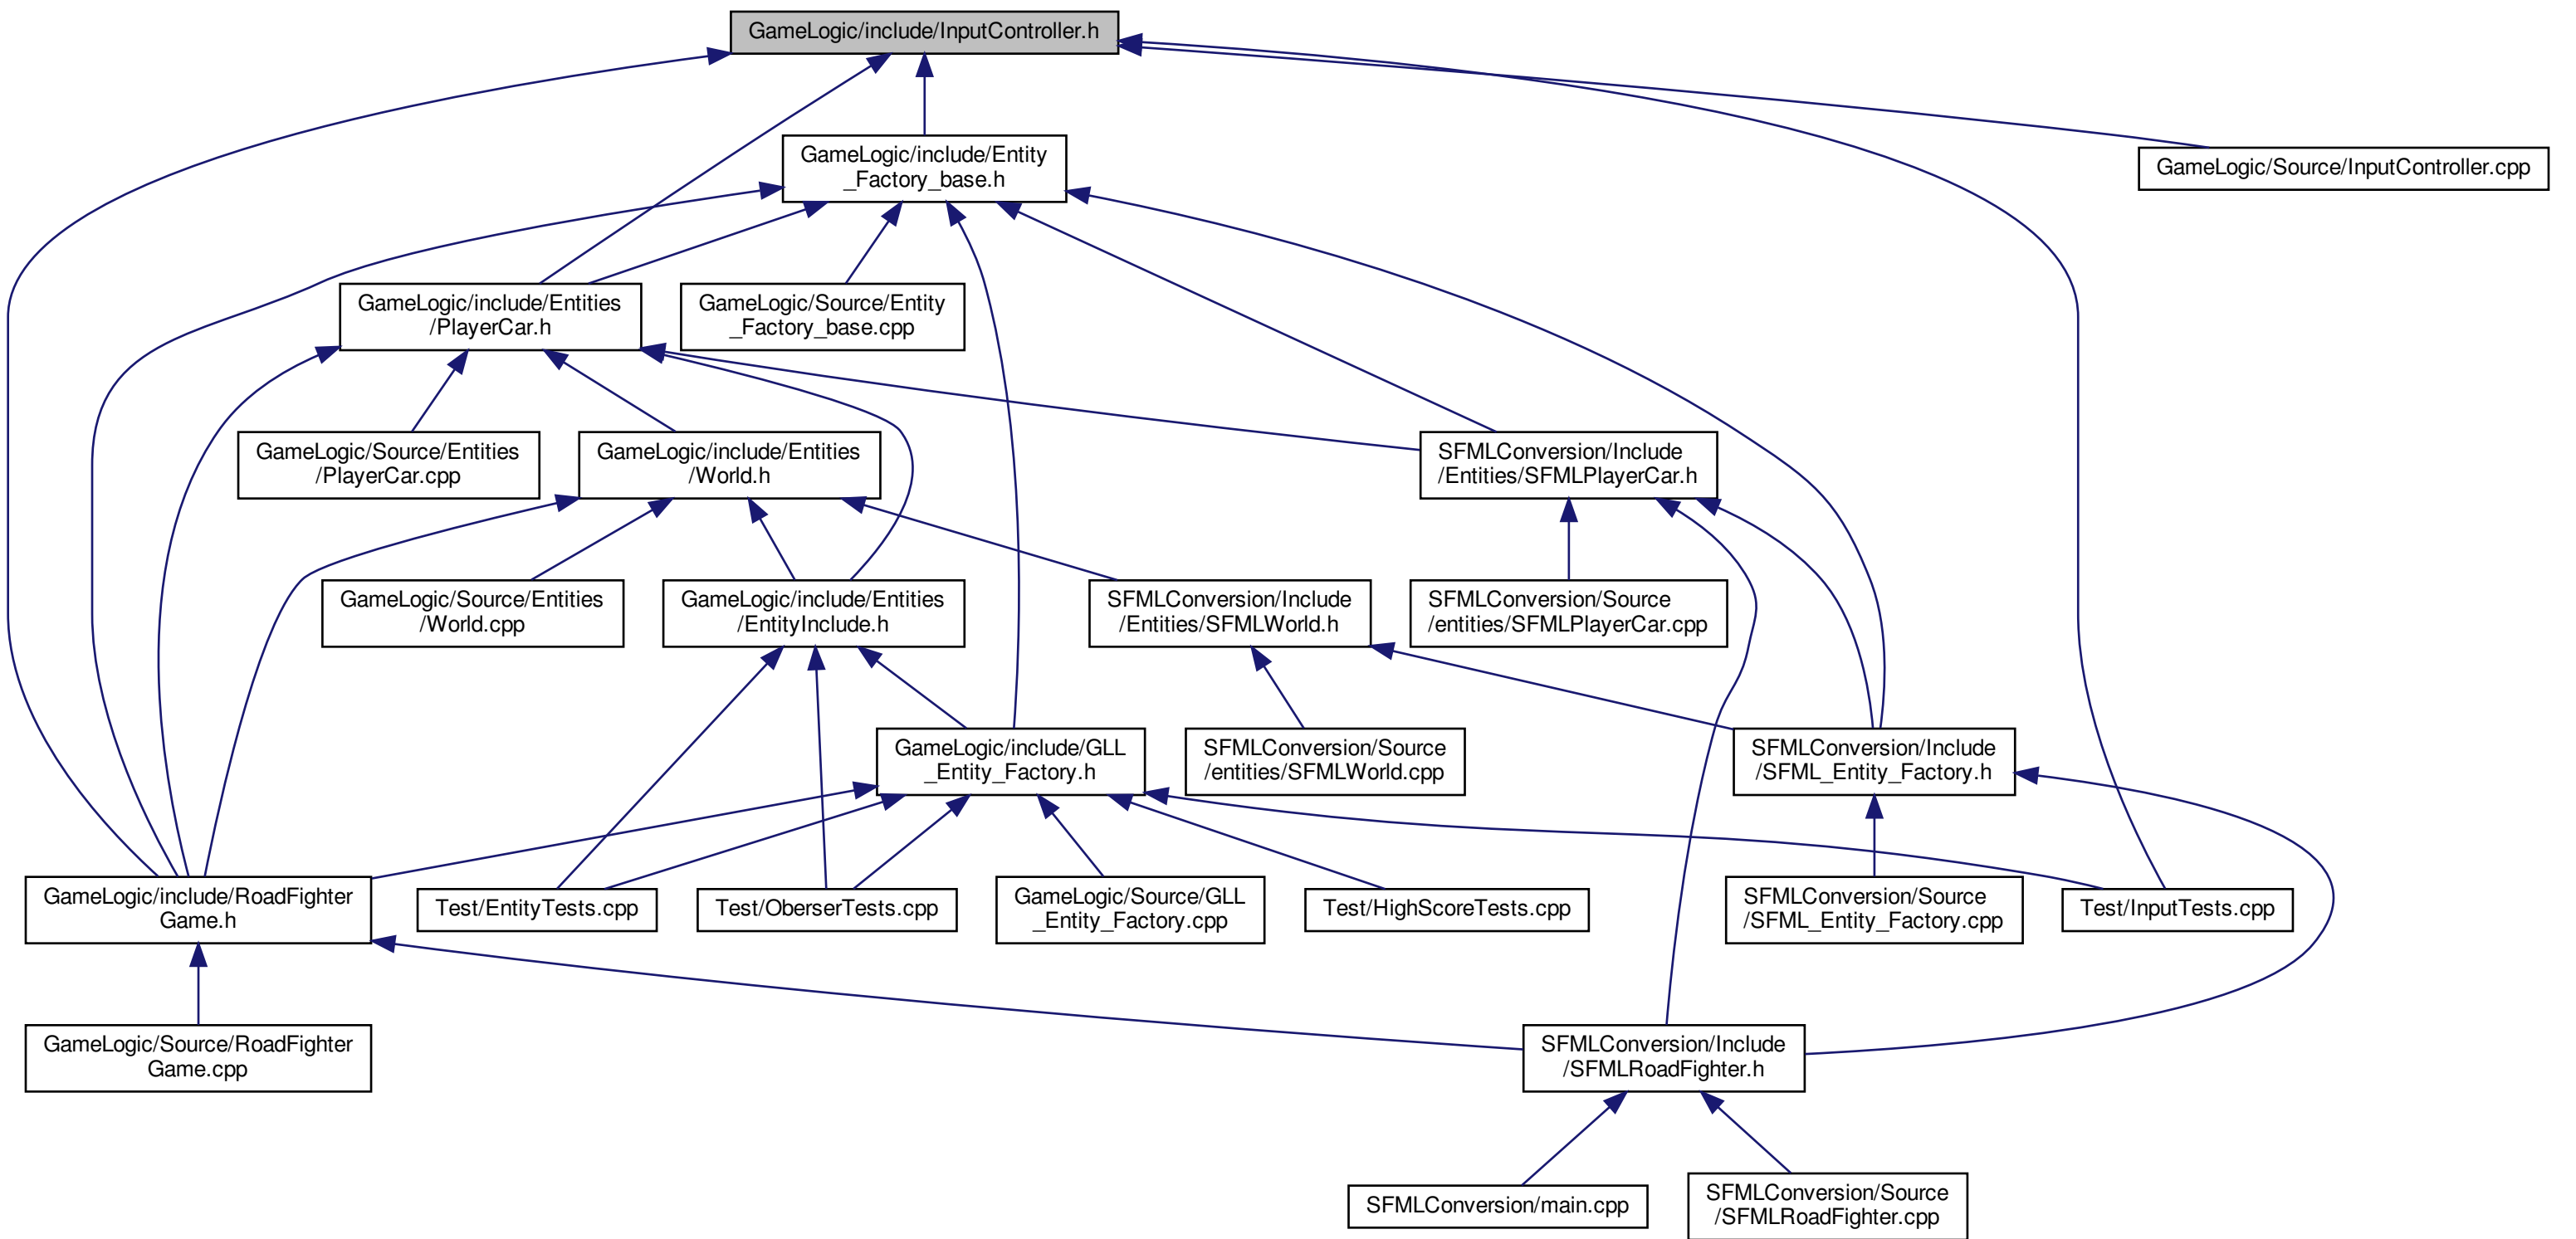 GameLogic/include/InputController.h
GameLogic/include/Entity
_Factory_base.h
GameLogic/Source/InputController.cpp
GameLogic/include/Entities
/PlayerCar.h
GameLogic/Source/Entity
_Factory_base.cpp
GameLogic/Source/Entities
/PlayerCar.cpp
GameLogic/include/Entities
/World.h
SFMLConversion/Include
/Entities/SFMLPlayerCar.h
GameLogic/Source/Entities
/World.cpp
GameLogic/include/Entities
/EntityInclude.h
SFMLConversion/Include
/Entities/SFMLWorld.h
SFMLConversion/Source
/entities/SFMLPlayerCar.cpp
GameLogic/include/GLL
_Entity_Factory.h
SFMLConversion/Source
/entities/SFMLWorld.cpp
SFMLConversion/Include
/SFML_Entity_Factory.h
GameLogic/include/RoadFighter
Game.h
Test/EntityTests.cpp
Test/OberserTests.cpp
GameLogic/Source/GLL
_Entity_Factory.cpp
Test/HighScoreTests.cpp
SFMLConversion/Source
/SFML_Entity_Factory.cpp
Test/InputTests.cpp
GameLogic/Source/RoadFighter
Game.cpp
SFMLConversion/Include
/SFMLRoadFighter.h
SFMLConversion/main.cpp
SFMLConversion/Source
/SFMLRoadFighter.cpp